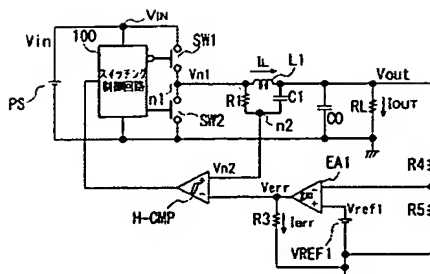 VIN
Vin
100
スイッチング
制御回路
SW1
Vn1
n1
SW2
PS
IL
L1
R1
C1
n2
Vout
CO
RL
IOUT
Vn2
H-CMP
Verr
EA1
R3
Ierr
Vref1
VREF1
R4
R5